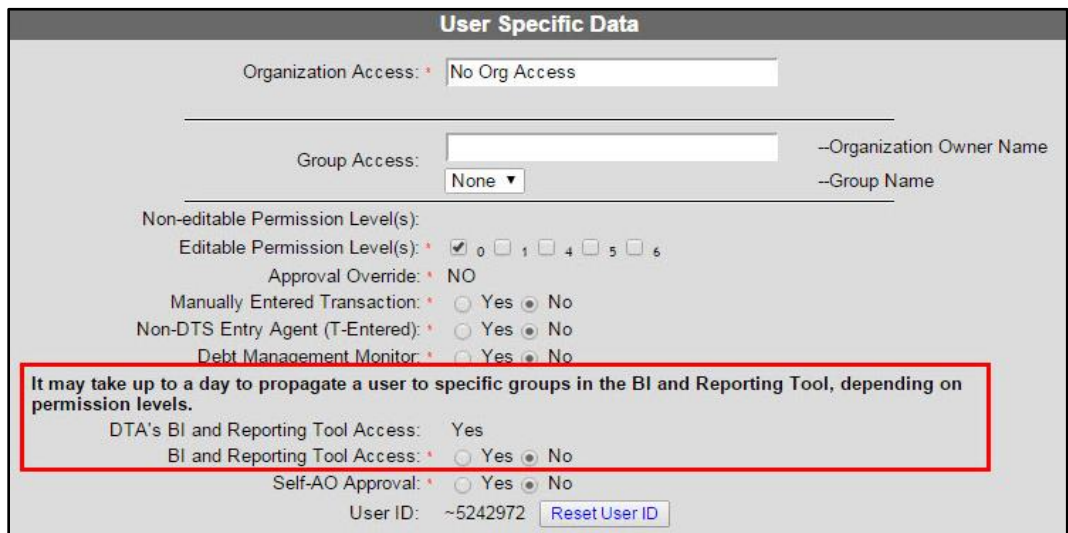 User Specific Data
Organization Access: * No Org Access
Group Access: --Organization Owner Name
None --Group Name
Non-editable Permission Level(s):
Editable Permission Level(s): * 0 1 4 5 6
Approval Override: * NO
Manually Entered Transaction: * Yes No
Non-DTS Entry Agent (T-Entered): * Yes No
Debt Management Monitor: * Yes No
It may take up to a day to propagate a user to specific groups in the BI and Reporting Tool, depending on
permission levels.
DTA's BI and Reporting Tool Access: Yes
BI and Reporting Tool Access: * Yes No
Self-AO Approval: * Yes No
User ID: ~5242972 Reset User ID